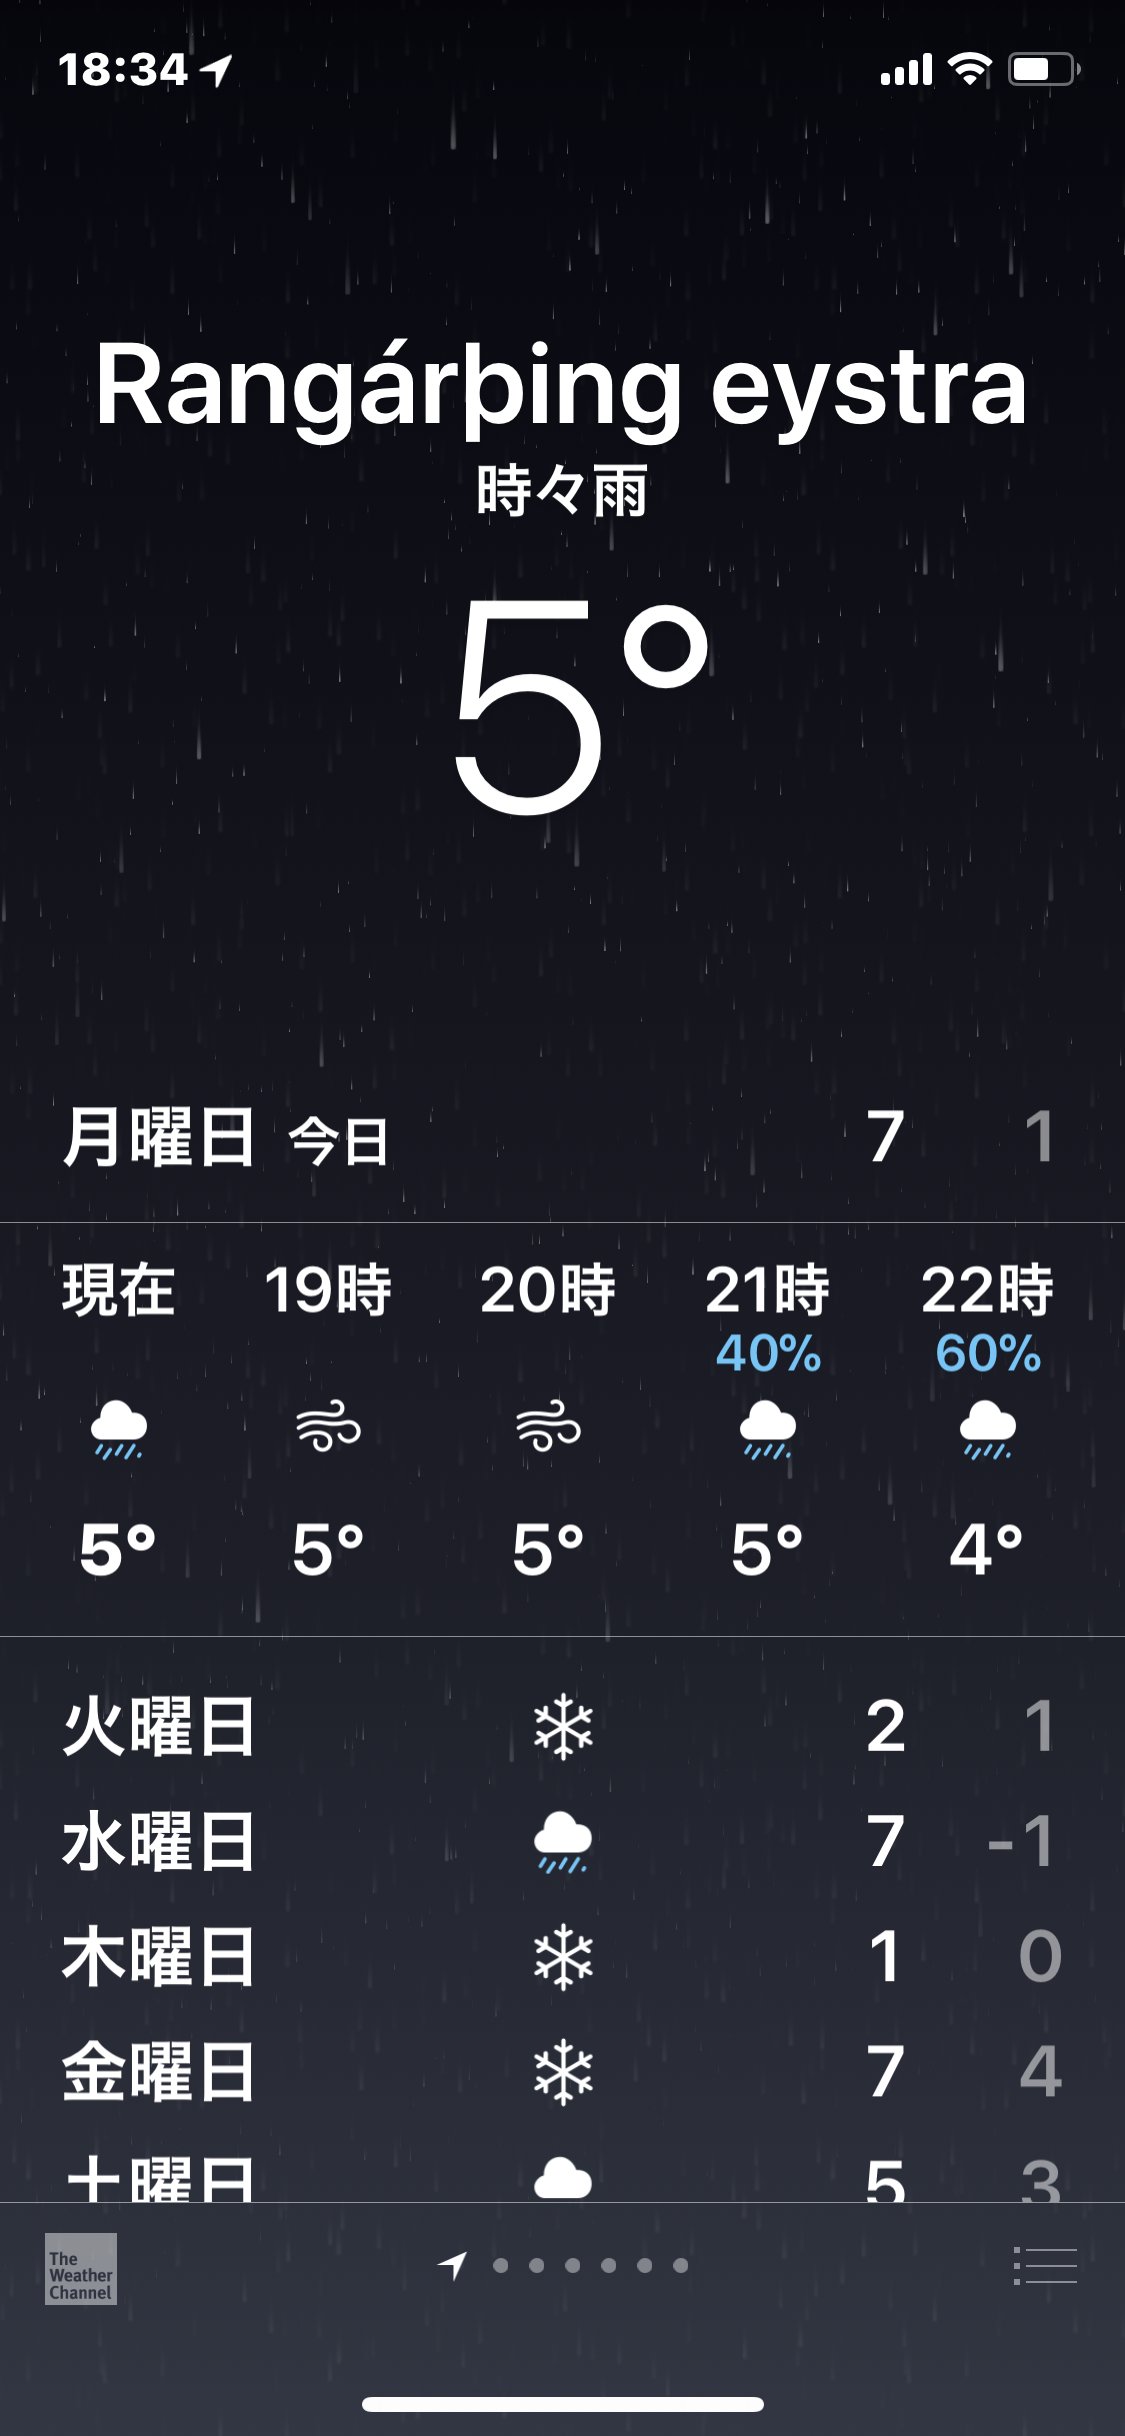 18:34
Rangárþing eystra
時々雨
5°
月曜日 今日 7 1
現在 19時 20時 21時 22時
40% 60%
5° 5° 5° 5° 4°
火曜日 2 1
水曜日 7 -1
木曜日 1 0
金曜日 7 4
土曜日 5 3
The
Weather
Channel